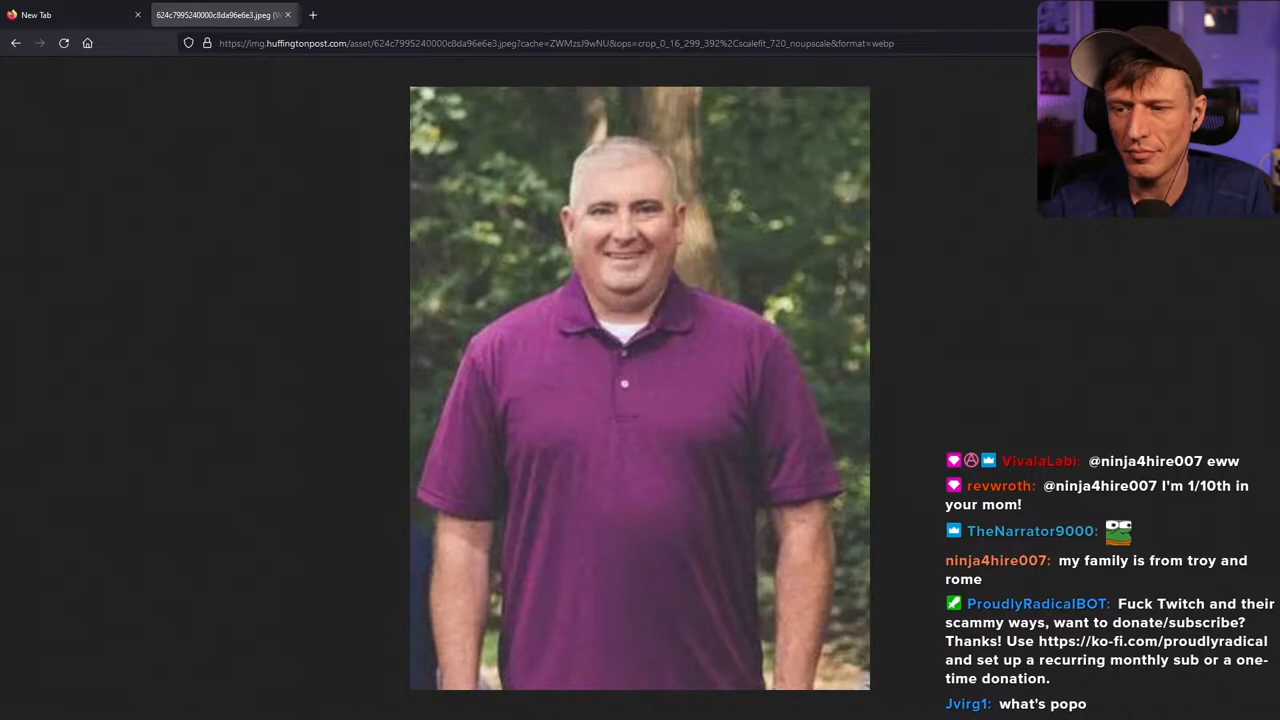 New Tab
624c7995240000c8da96e6e3.jpeg (W
https://img.huffingtonpost.com/asset/624c7995240000c8da96e6e3.jpeg?cache=ZWMzsJ9wNU&ops=crop_0_16_299_392%2Cscalefit_720_noupscale&format=webp
VivalaLabi: @ninja4hire007 eww
revwroth: @ninja4hire007 I'm 1/10th in
your mom!
TheNarrator9000:
ninja4hire007: my family is from troy and
rome
ProudlyRadicalBOT: Fuck Twitch and their
scammy ways, want to donate/subscribe?
Thanks! Use https://ko-fi.com/proudlyradical
and set up a recurring monthly sub or a one-
time donation.
Jvirg1: what's popo